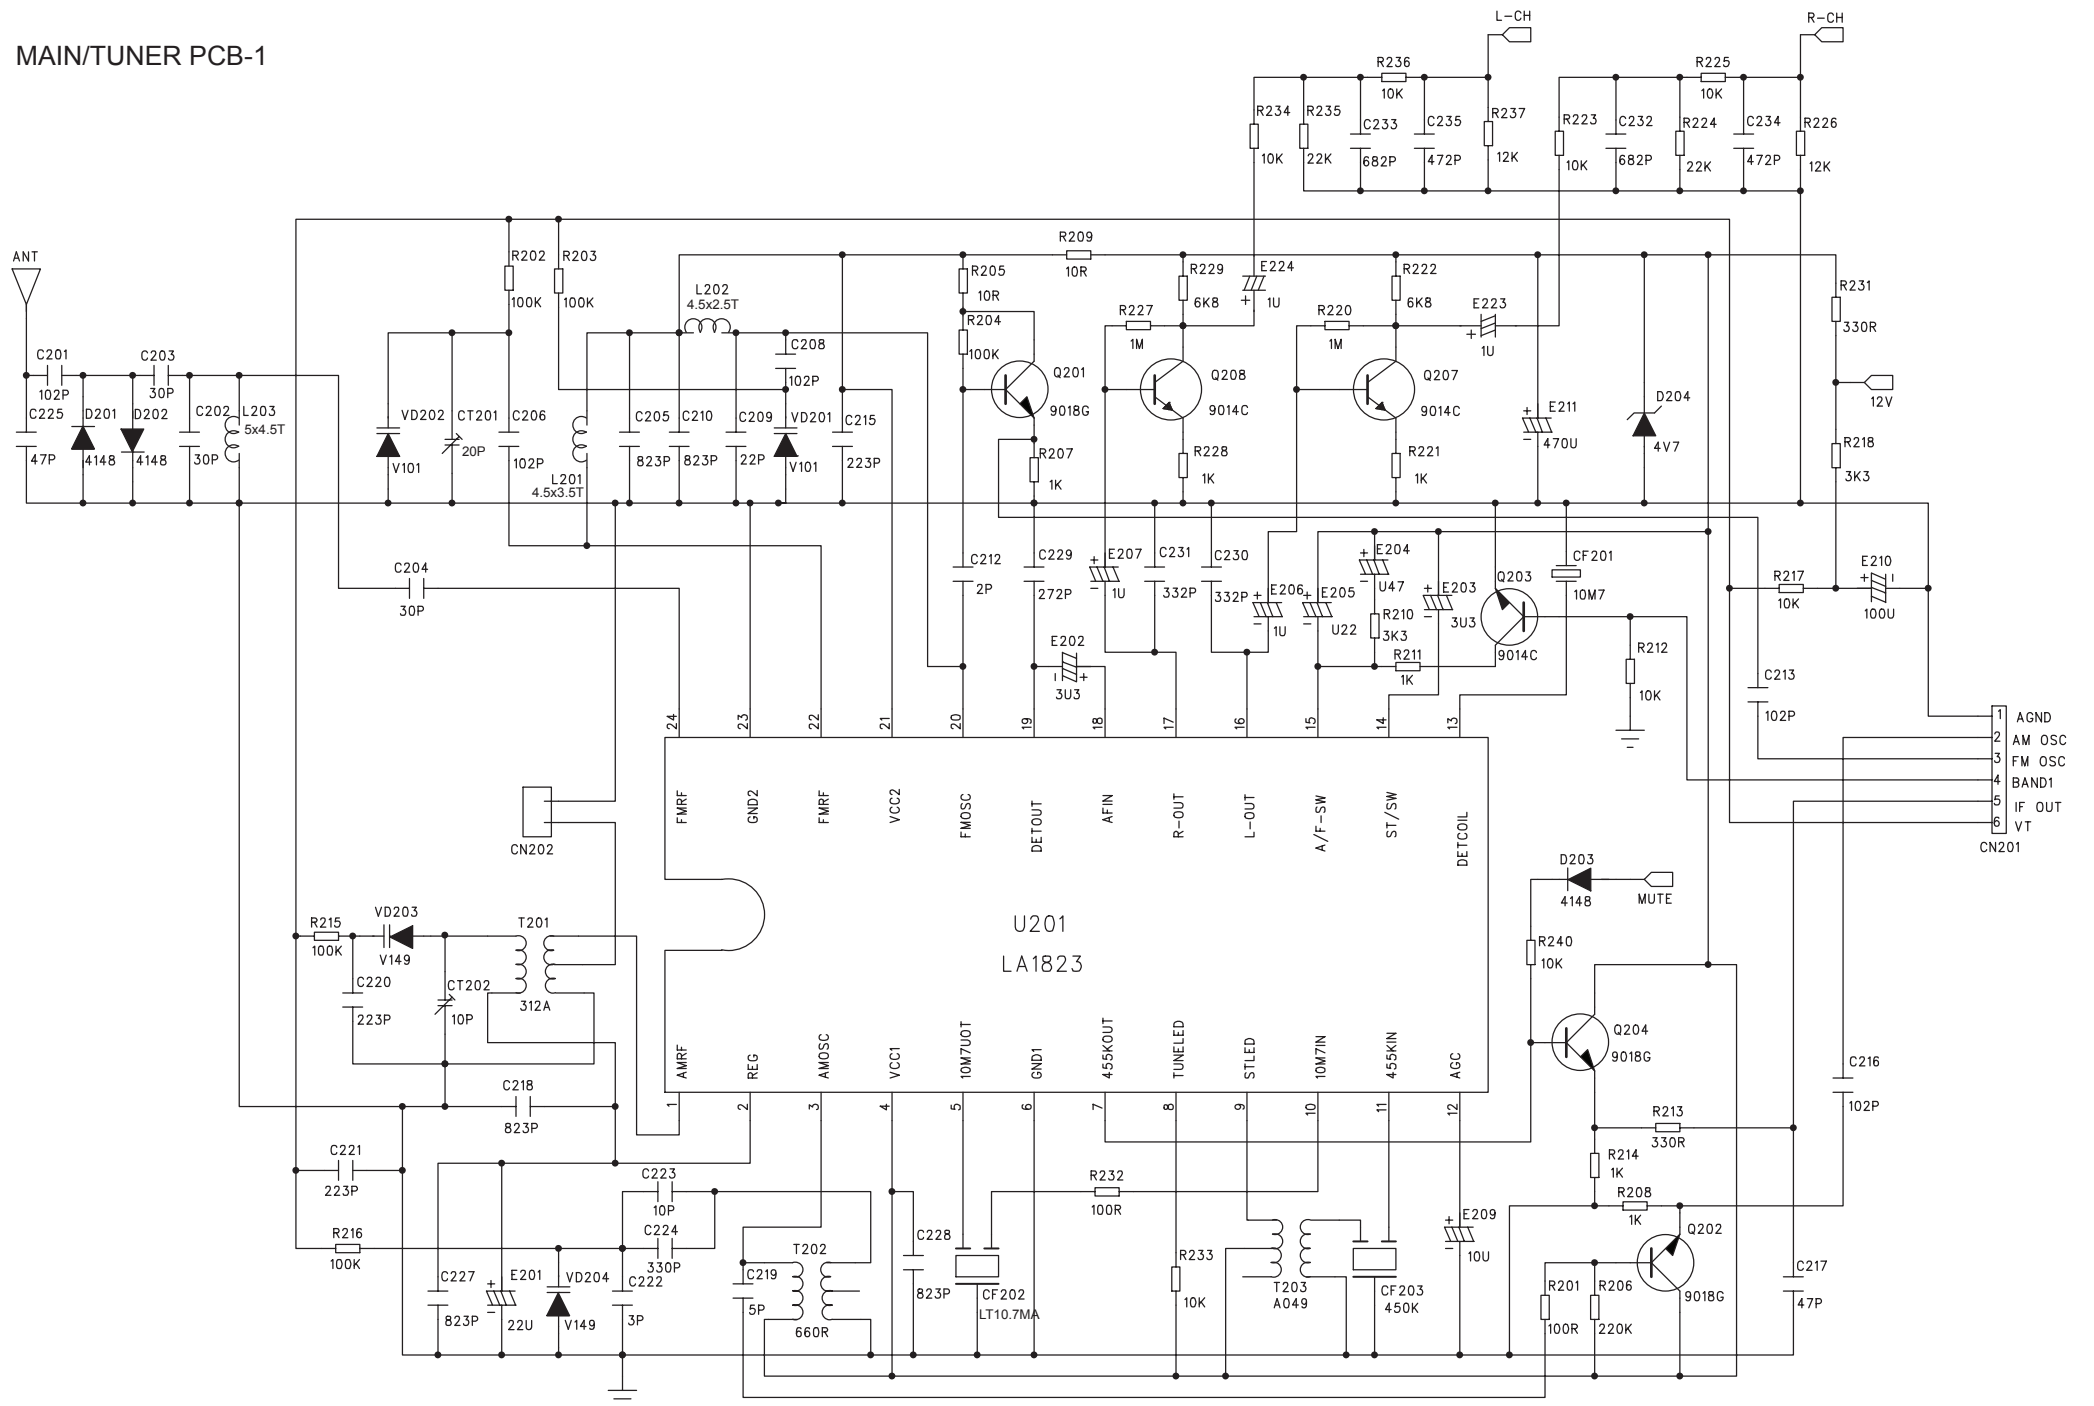 MAIN/TUNER PCB-1
L-CH
R-CH
R236
10K
R225
10K
R234
10K
R235
22K
C233
682P
C235
472P
R237
12K
R223
10K
C232
682P
R224
22K
C234
472P
R226
12K
ANT
R202
100K
R203
100K
L202
4.5x2.5T
R209
10R
R205
10R
R204
100K
R229
6K8
E224
+
1U
R227
1M
R222
6K8
R220
1M
E223
+
1U
R231
330R
12V
C201
102P
C203
30P
C225
47P
D201
4148
D202
4148
C202
30P
L203
5x4.5T
VD202
V101
CT201
20P
C206
102P
L201
4.5x3.5T
C205
823P
C210
823P
C209
22P
C208
102P
VD201
V101
C215
223P
Q201
9018G
R207
1K
Q208
9014C
R228
1K
Q207
9014C
R221
1K
+
E211
-
470U
D204
4V7
R218
3K3
C204
30P
C212
2P
C229
272P
+
E207
-
1U
C231
332P
C230
332P
+
E206
-
1U
+
E205
-
U22
+
E204
-
U47
R210
3K3
+
E203
-
3U3
R211
1K
Q203
9014C
CF201
10M7
R212
10K
R217
10K
+
E210
-
100U
C213
102P
E202
-
+
3U3
24
23
22
21
20
19
18
17
16
15
14
13
FMRF
GND2
FMRF
VCC2
FMOSC
DETOUT
AFIN
R-OUT
L-OUT
A/F-SW
ST/SW
DETCOIL
1
AGND
2
AM OSC
3
FM OSC
4
BAND1
5
IF OUT
6
VT
CN201
CN202
U201
LA1823
D203
4148
MUTE
R240
10K
R215
100K
VD203
V149
T201
312A
C220
223P
CT202
10P
Q204
9018G
AMRF
REG
AMOSC
VCC1
10M7UOT
GND1
455KOUT
TUNELED
STLED
10M7IN
455KIN
AGC
1
2
3
4
5
6
7
8
9
10
11
12
C218
823P
C216
102P
R213
330R
R214
1K
R208
1K
Q202
9018G
C221
223P
C223
10P
C224
330P
R216
100K
R232
100R
C227
823P
+
E201
-
22U
VD204
V149
C222
3P
C219
5P
T202
660R
C228
823P
CF202
LT10.7MA
R233
10K
T203
A049
CF203
450K
+
E209
-
10U
R201
100R
R206
220K
C217
47P